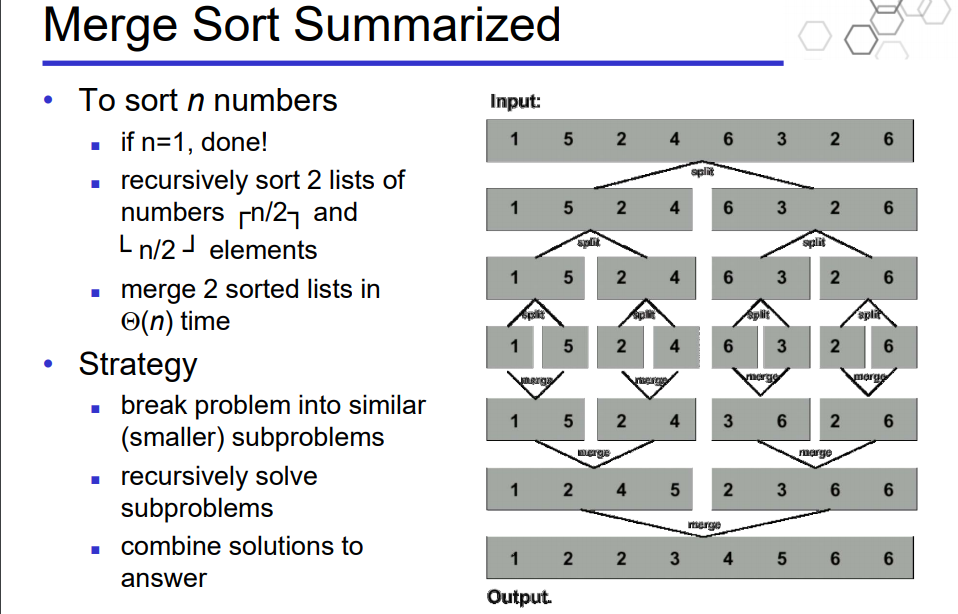 Merge Sort Summarized
• To sort n numbers
▪ if n=1, done!
▪ recursively sort 2 lists of
numbers ┌n/2┐ and
└ n/2 ┘ elements
▪ merge 2 sorted lists in
Θ(n) time
• Strategy
▪ break problem into similar
(smaller) subproblems
▪ recursively solve
subproblems
▪ combine solutions to
answer
Input:
1 5 2 4 6 3 2 6
split
1 5 2 4 6 3 2 6
split split
1 5 2 4 6 3 2 6
split split split split
1 5 2 4 6 3 2 6
merge merge merge merge
1 5 2 4 3 6 2 6
merge merge
1 2 4 5 2 3 6 6
merge
1 2 2 3 4 5 6 6
Output.